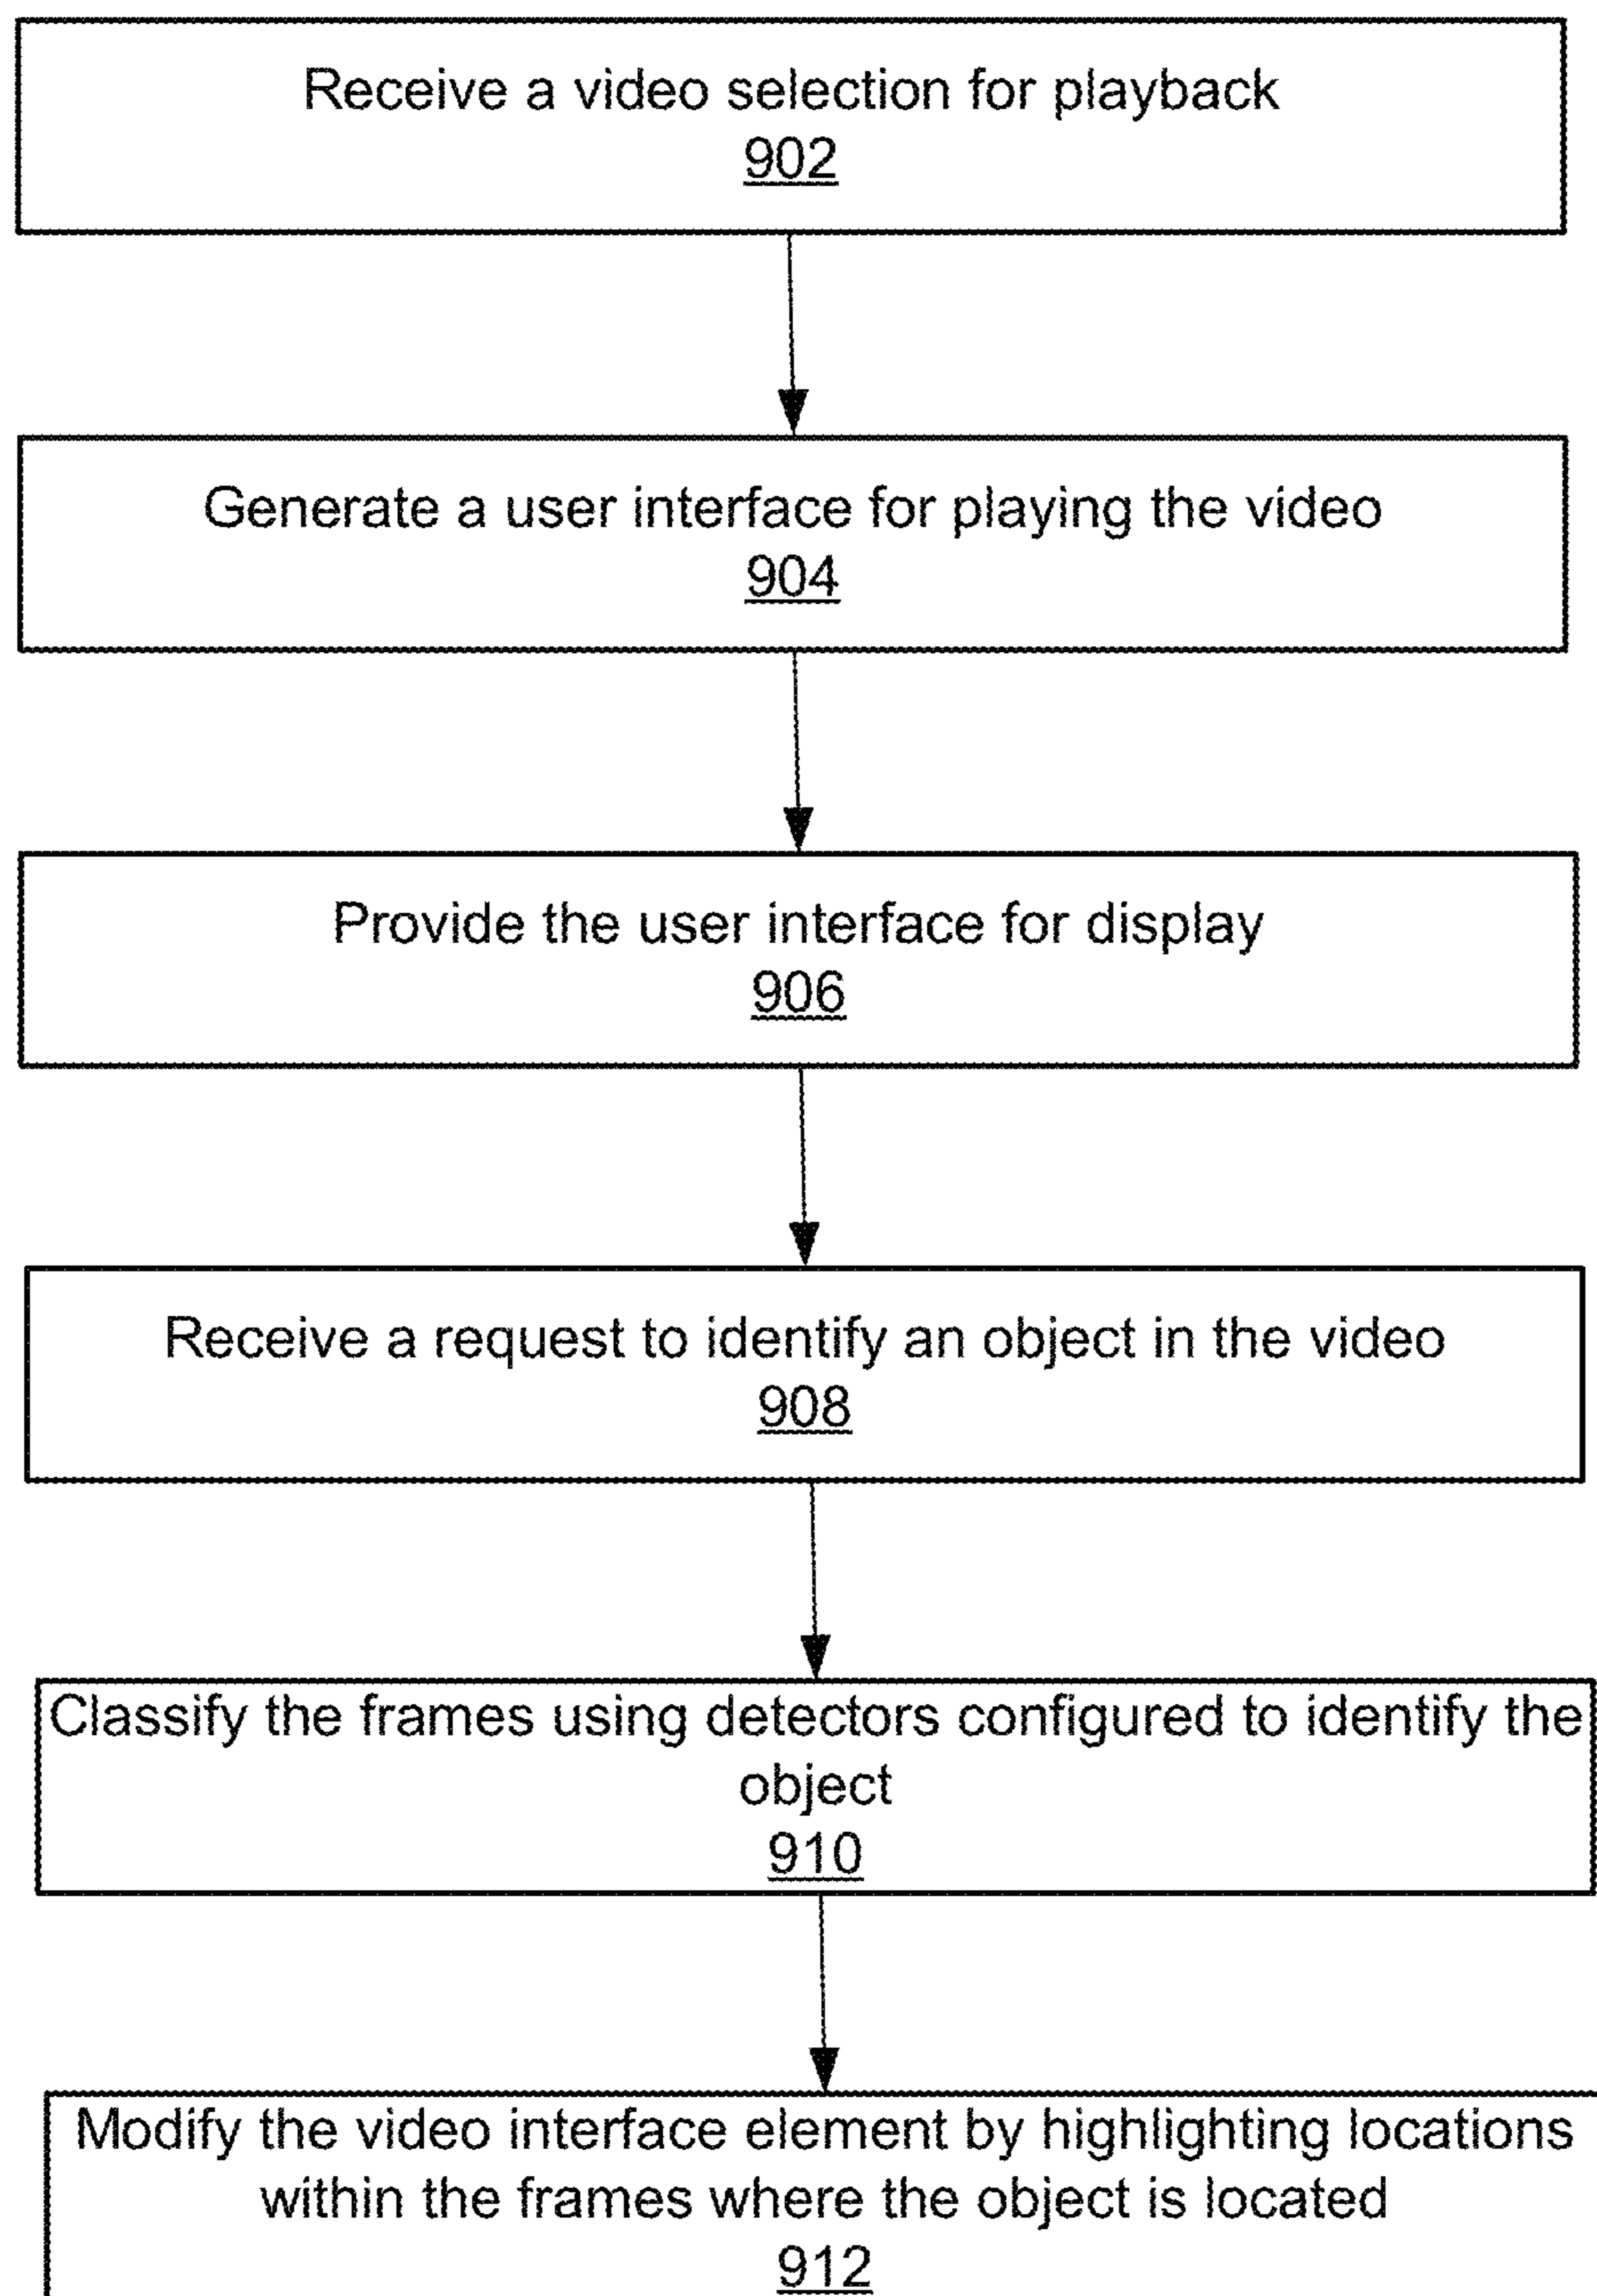 Receive a video selection for playback
902
Generate a user interface for playing the video
904
Provide the user interface for display
906
Receive a request to identify an object in the video
908
Classify the frames using detectors configured to identify the
object
910
Modify the video interface element by highlighting locations
within the frames where the object is located
912